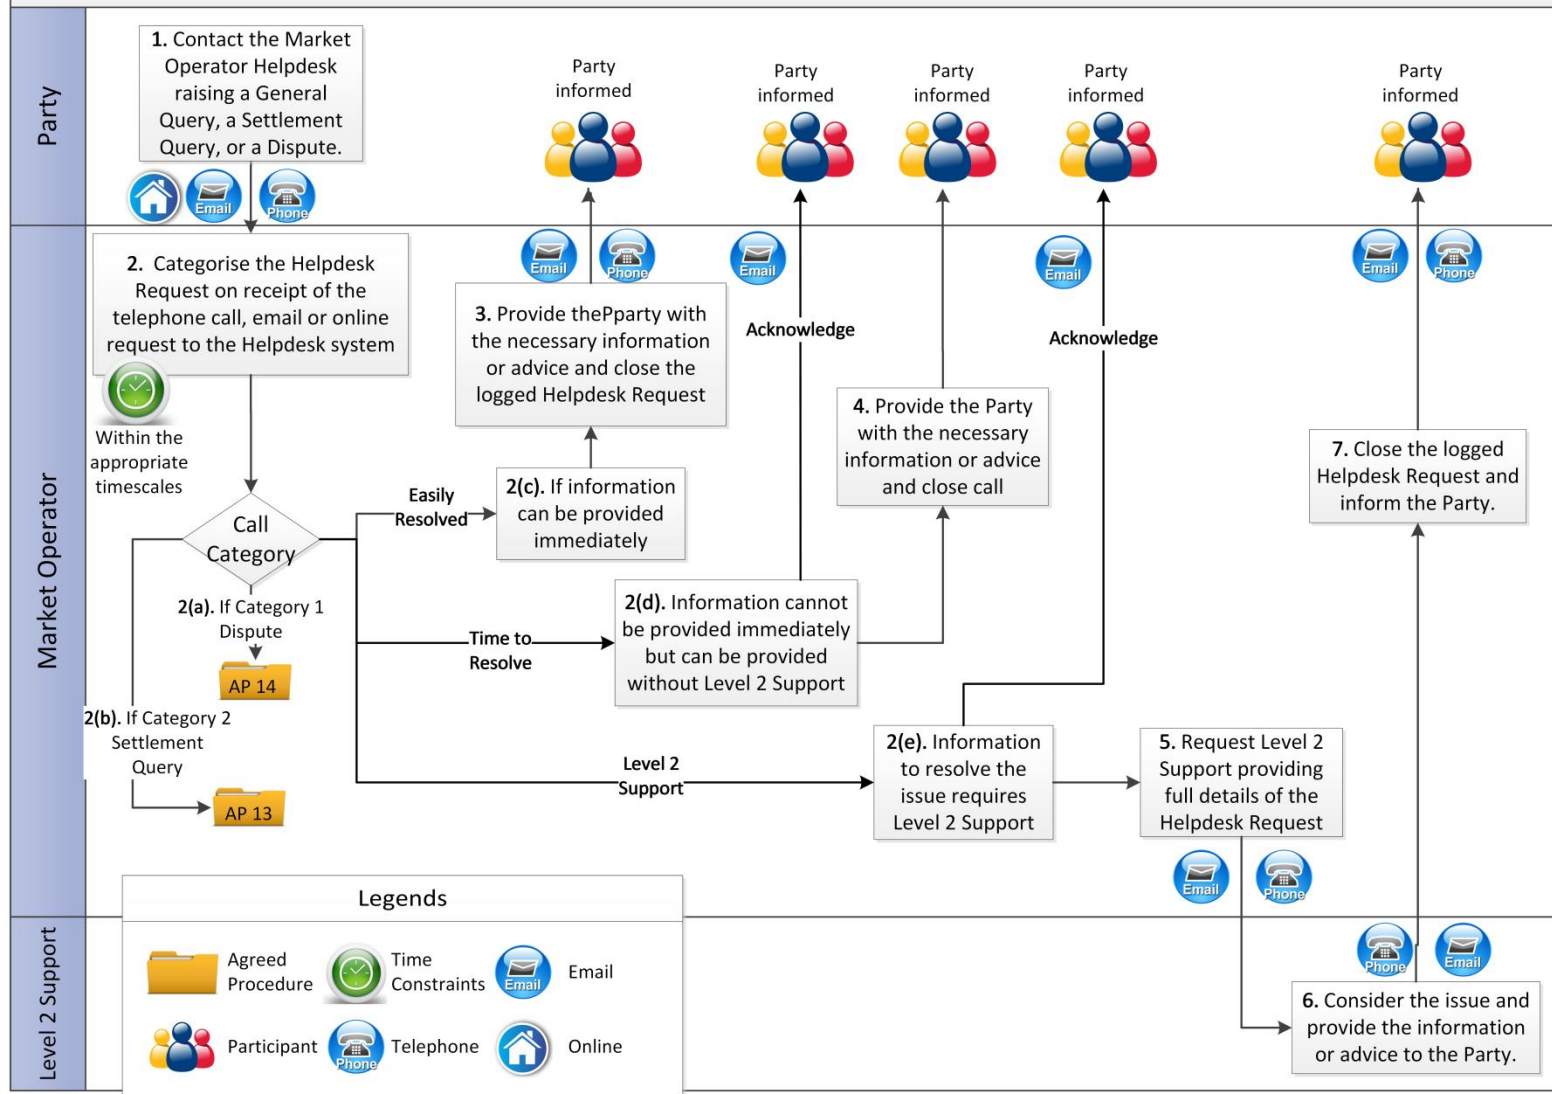 Party
1. Contact the Market
Operator Helpdesk
raising a General
Query, a Settlement
Query, or a Dispute.
Email
Phone
Party
informed
Party
informed
Party
informed
Party
informed
Party
informed
Market Operator
2. Categorise the Helpdesk
Request on receipt of the
telephone call, email or online
request to the Helpdesk system
Within the
appropriate
timescales
Call
Category
2(a). If Category 1
Dispute
AP 14
2(b). If Category 2
Settlement
Query
AP 13
Easily
Resolved
2(c). If information
can be provided
immediately
Email
Phone
3. Provide thePparty with
the necessary information
or advice and close the
logged Helpdesk Request
Time to
Resolve
2(d). Information cannot
be provided immediately
but can be provided
without Level 2 Support
Email
Acknowledge
4. Provide the Party
with the necessary
information or advice
and close call
Level 2
Support
2(e). Information
to resolve the
issue requires
Level 2 Support
Email
Acknowledge
5. Request Level 2
Support providing
full details of the
Helpdesk Request
Email
Phone
Email
Phone
7. Close the logged
Helpdesk Request and
inform the Party.
Level 2 Support
Phone
Email
6. Consider the issue and
provide the information
or advice to the Party.
Legends
Agreed
Procedure
Time
Constraints
Email
Email
Participant
Phone
Telephone
Online